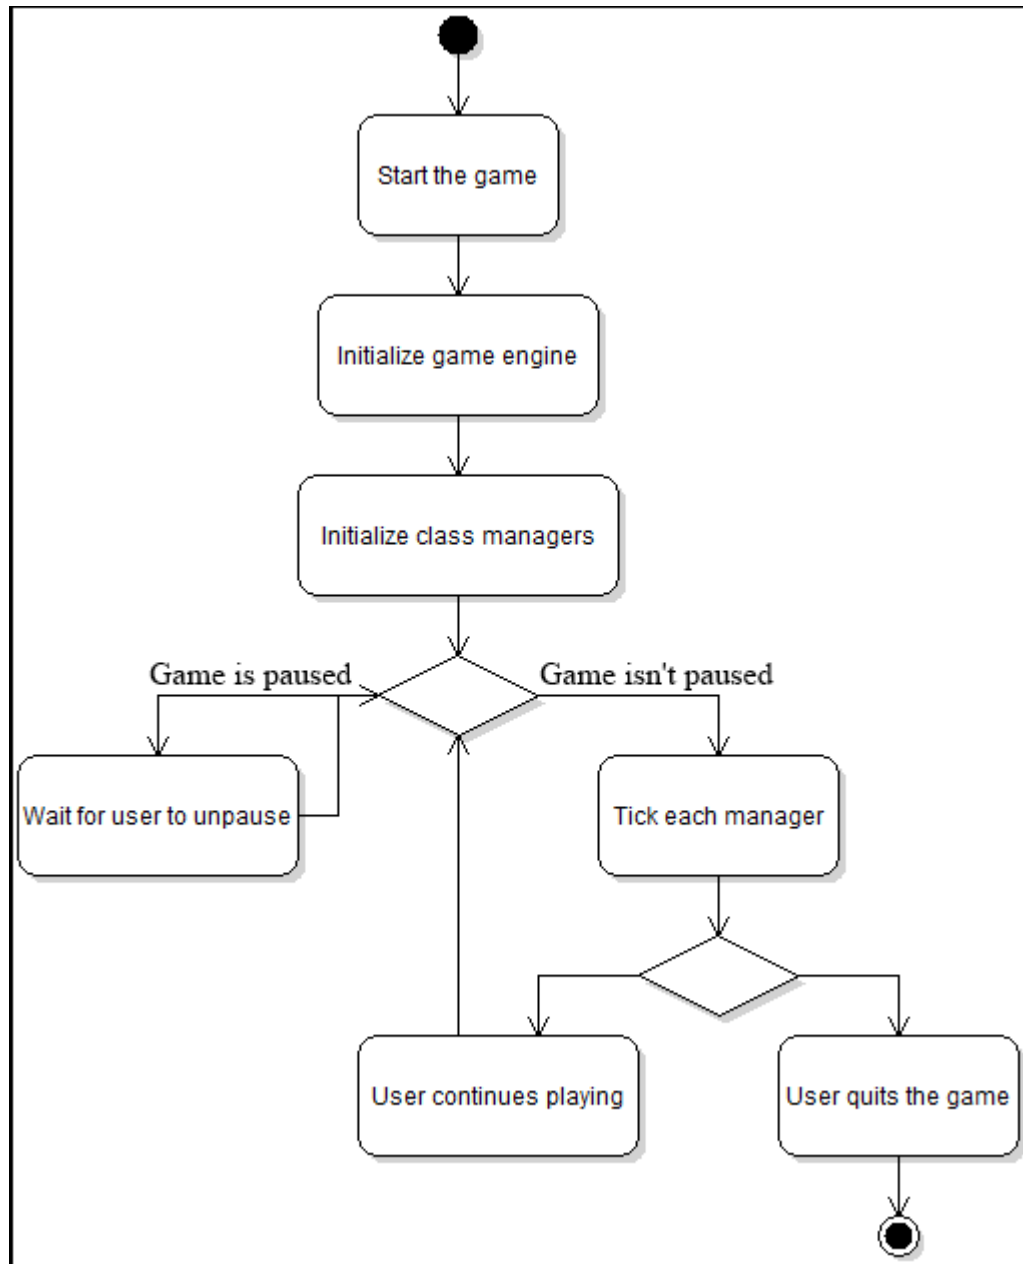 Start the game
Initialize game engine
Initialize class managers
Game is paused
Game isn't paused
Wait for user to unpause
Tick each manager
User continues playing
User quits the game